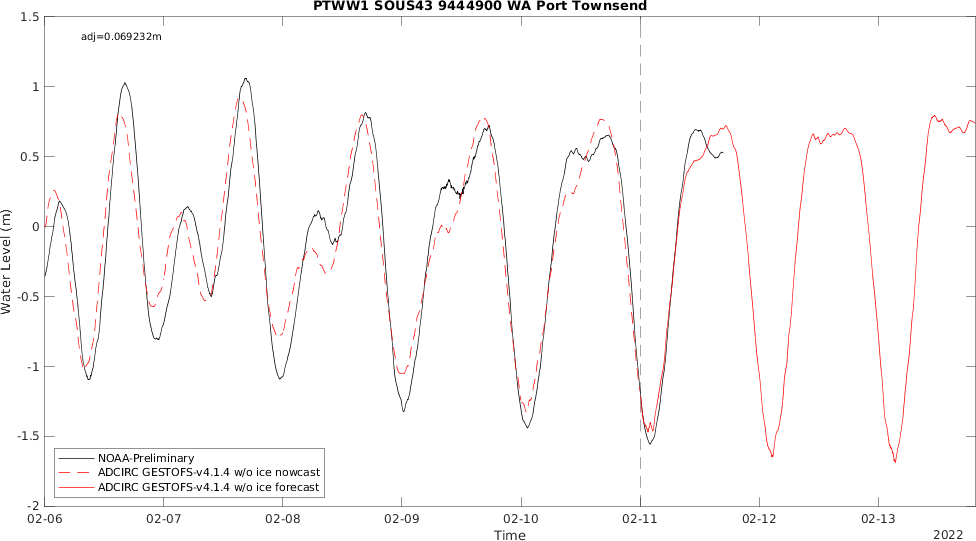 PTWW1 SOUS43 9444900 WA Port Townsend
adj=0.069232m
1.5
1
0.5
0
-0.5
-1
-1.5
-2
Water Level (m)
NOAA-Preliminary
ADCIRC GESTOFS-v4.1.4 w/o ice nowcast
ADCIRC GESTOFS-v4.1.4 w/o ice forecast
02-06 02-07 02-08 02-09 02-10 02-11 02-12 02-13
Time
2022